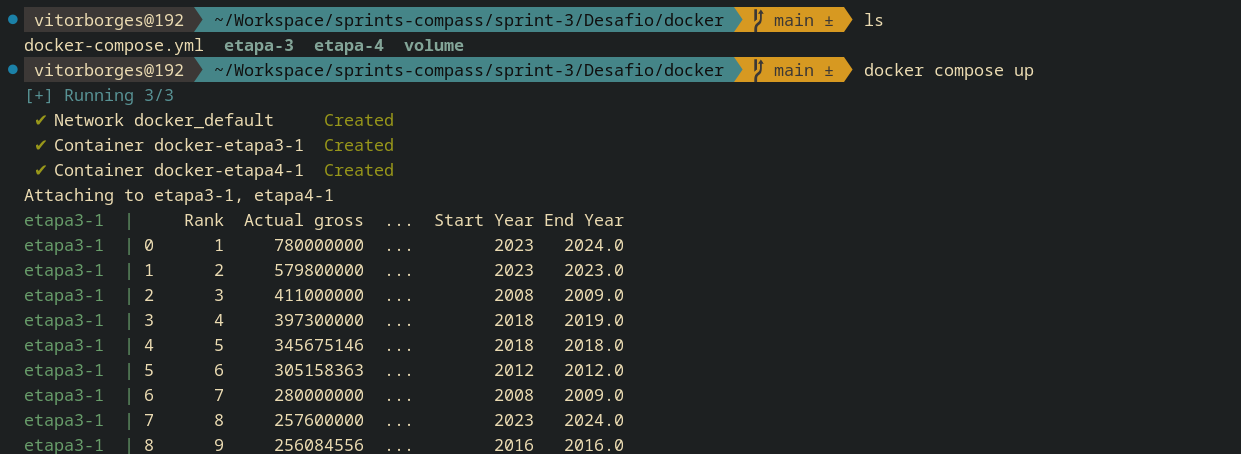 vitorborges@192 ~/Workspace/sprints-compass/sprint-3/Desafio/docker main ± ls
docker-compose.yml etapa-3 etapa-4 volume
vitorborges@192 ~/Workspace/sprints-compass/sprint-3/Desafio/docker main ± docker compose up
[+] Running 3/3
✔ Network docker_default Created
✔ Container docker-etapa3-1 Created
✔ Container docker-etapa4-1 Created
Attaching to etapa3-1, etapa4-1
etapa3-1 | Rank Actual gross ... Start Year End Year
etapa3-1 | 0 1 780000000 ... 2023 2024.0
etapa3-1 | 1 2 579800000 ... 2023 2023.0
etapa3-1 | 2 3 411000000 ... 2008 2009.0
etapa3-1 | 3 4 397300000 ... 2018 2019.0
etapa3-1 | 4 5 345675146 ... 2018 2018.0
etapa3-1 | 5 6 305158363 ... 2012 2012.0
etapa3-1 | 6 7 280000000 ... 2008 2009.0
etapa3-1 | 7 8 257600000 ... 2023 2024.0
etapa3-1 | 8 9 256084556 ... 2016 2016.0